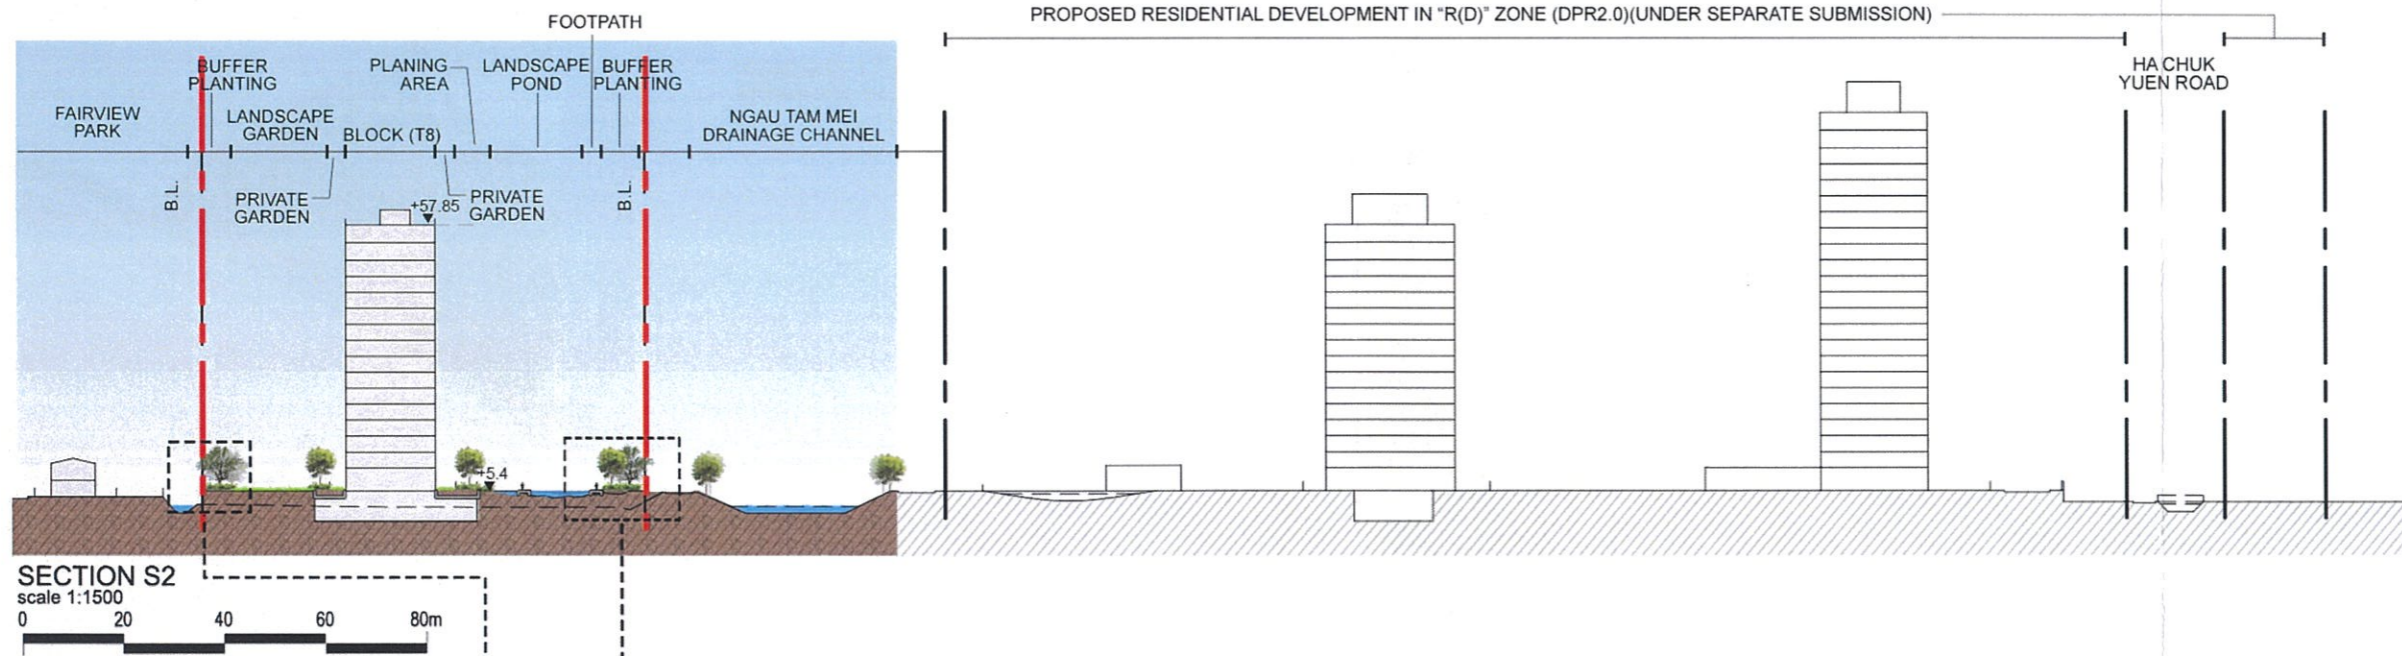 FOOTPATH
PROPOSED RESIDENTIAL DEVELOPMENT IN "R(D)" ZONE (DPR2.0)(UNDER SEPARATE SUBMISSION)
BUFFER
PLANTING
PLANING
AREA
LANDSCAPE
POND
BUFFER
PLANTING
HA CHUK
YUEN ROAD
FAIRVIEW
PARK
LANDSCAPE
GARDEN
BLOCK (T8)
NGAU TAM MEI
DRAINAGE CHANNEL
B.L.
PRIVATE
GARDEN
+57.85
PRIVATE
GARDEN
B.L.
+5.4
SECTION S2
scale 1:1500
0 20 40 60 80m